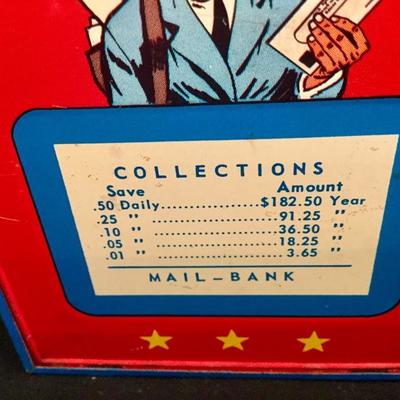 COLLECTIONS
Save Amount
.50 Daily....................$182.50 Year
.25 " .................... 91.25 "
.10 " .................... 36.50 "
.05 " .................... 18.25 "
.01 " .................... 3.65 "
MAIL-BANK